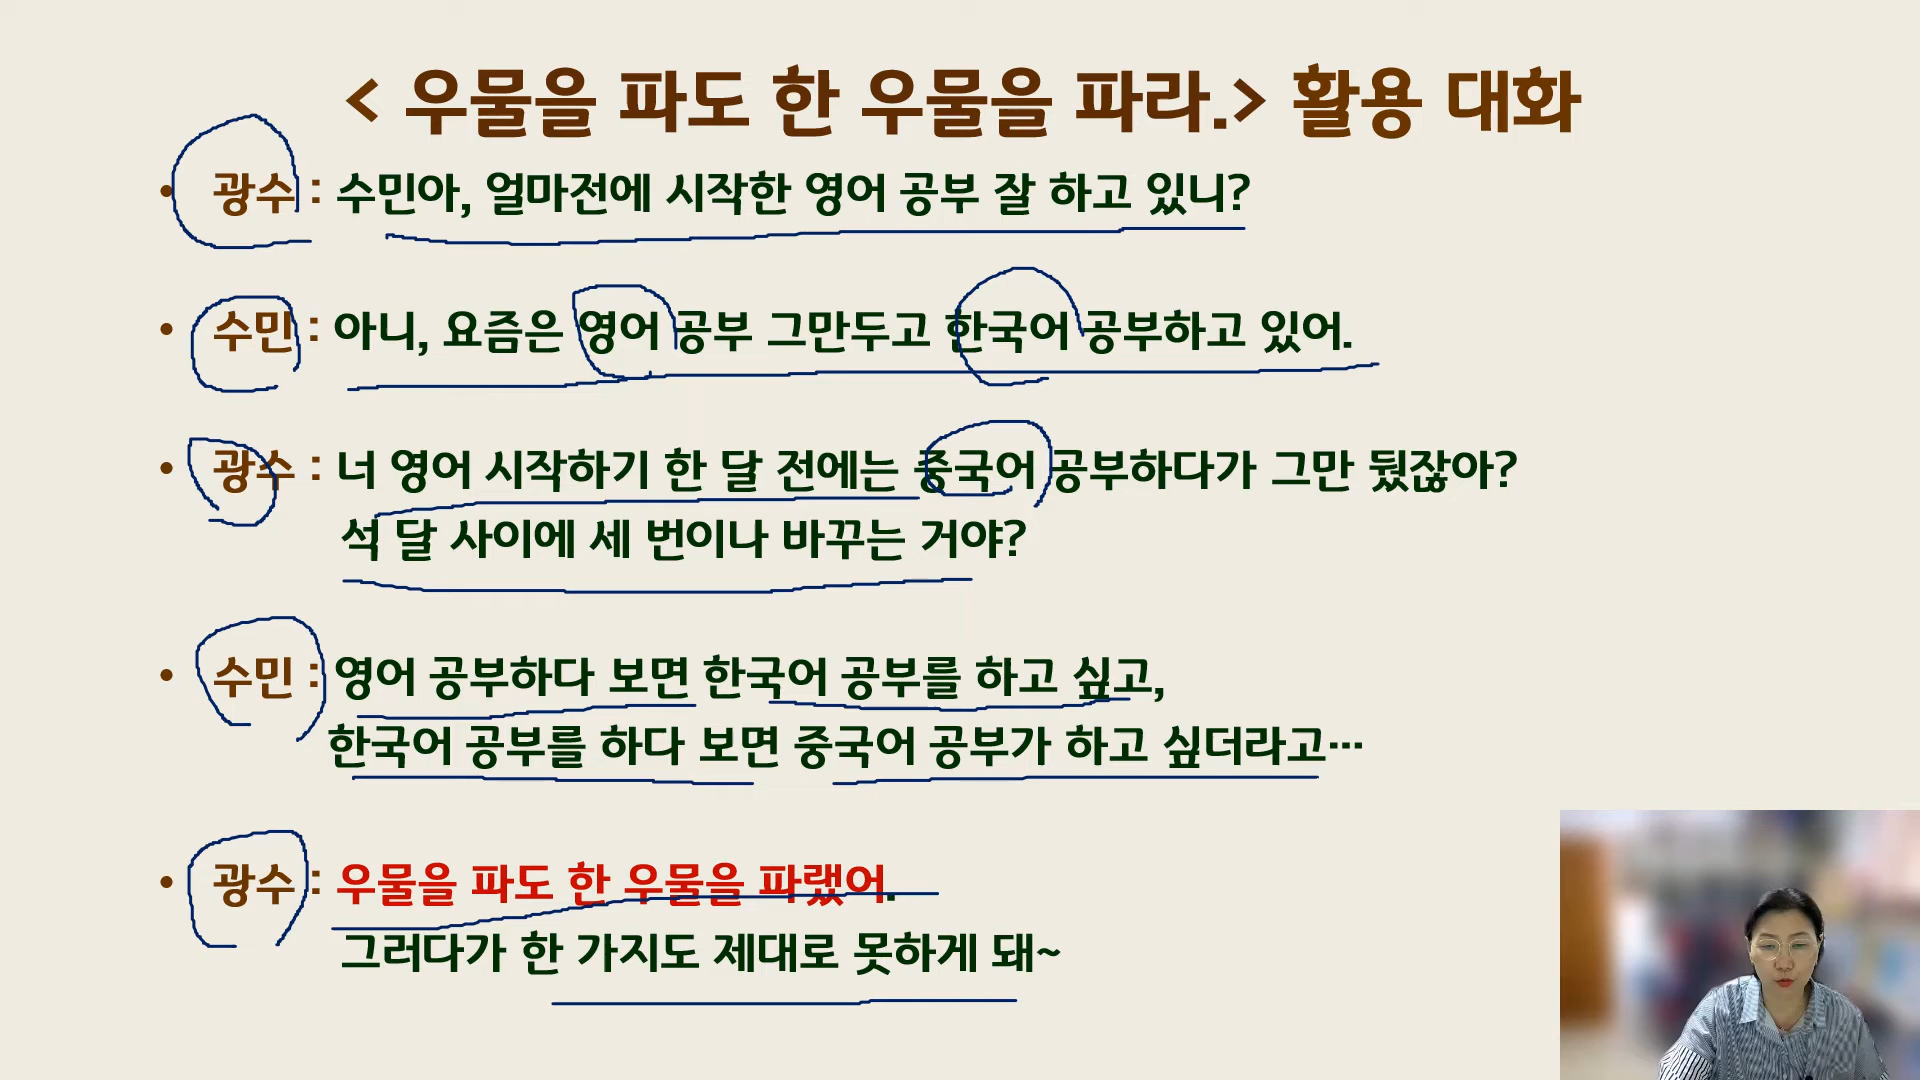 < 우물을 파도 한 우물을 파라.> 활용 대화
• 광수 : 수민아, 얼마전에 시작한 영어 공부 잘 하고 있니?
• 수민 : 아니, 요즘은 영어 공부 그만두고 한국어 공부하고 있어.
• 광수 : 너 영어 시작하기 한 달 전에는 중국어 공부하다가 그만 뒀잖아?
석 달 사이에 세 번이나 바꾸는 거야?
• 수민 : 영어 공부하다 보면 한국어 공부를 하고 싶고,
한국어 공부를 하다 보면 중국어 공부가 하고 싶더라고…
• 광수 : 우물을 파도 한 우물을 파랬어.
그러다가 한 가지도 제대로 못하게 돼~